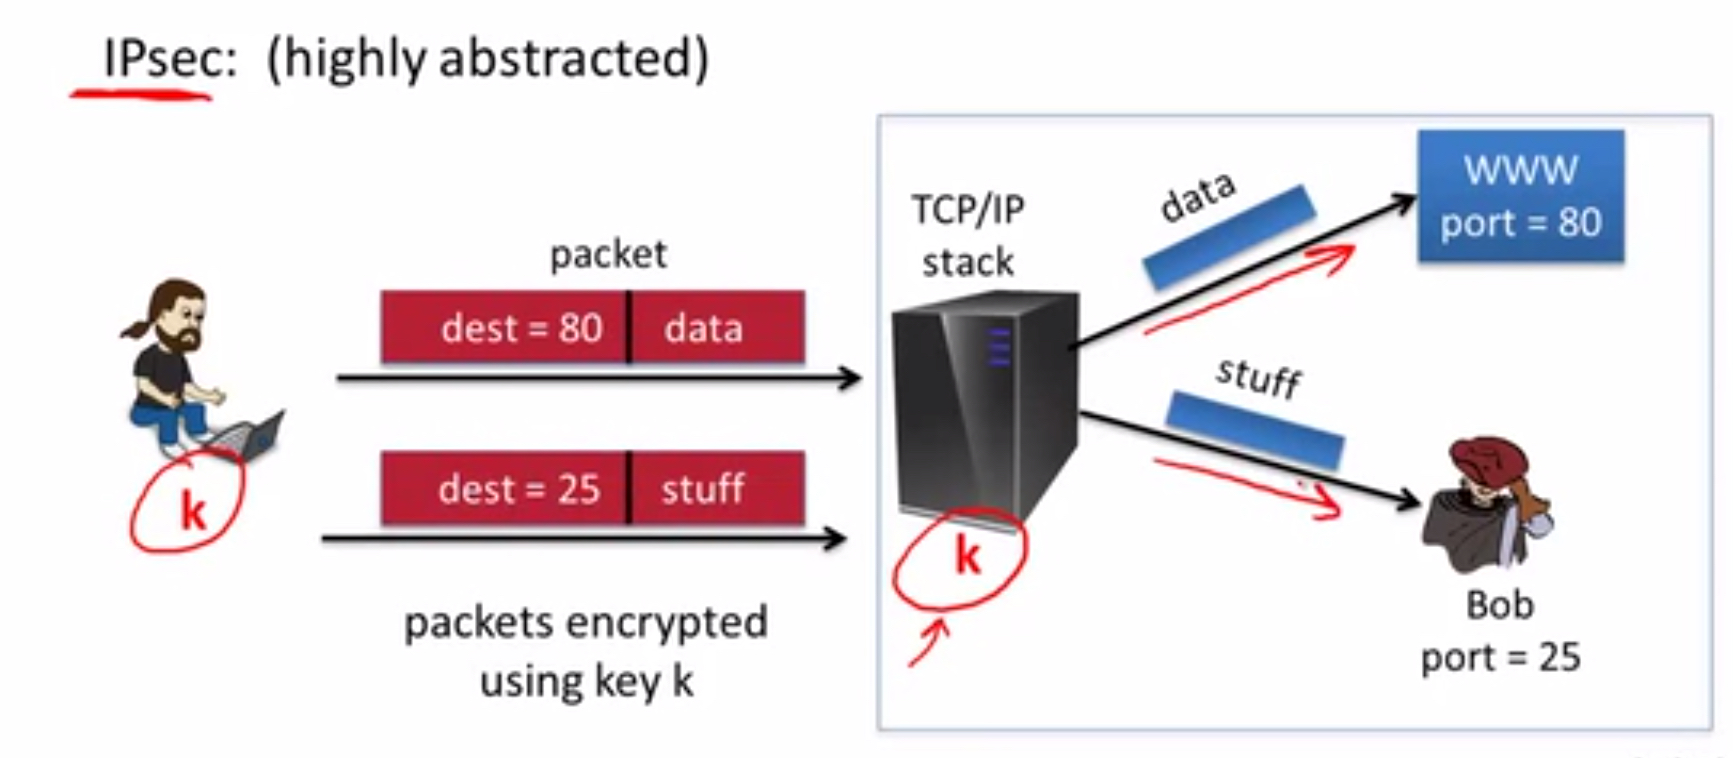 IPsec: (highly abstracted)
packet
dest = 80 data
dest = 25 stuff
packets encrypted
using key k
k
TCP/IP
stack
k
data
stuff
WWW
port = 80
Bob
port = 25